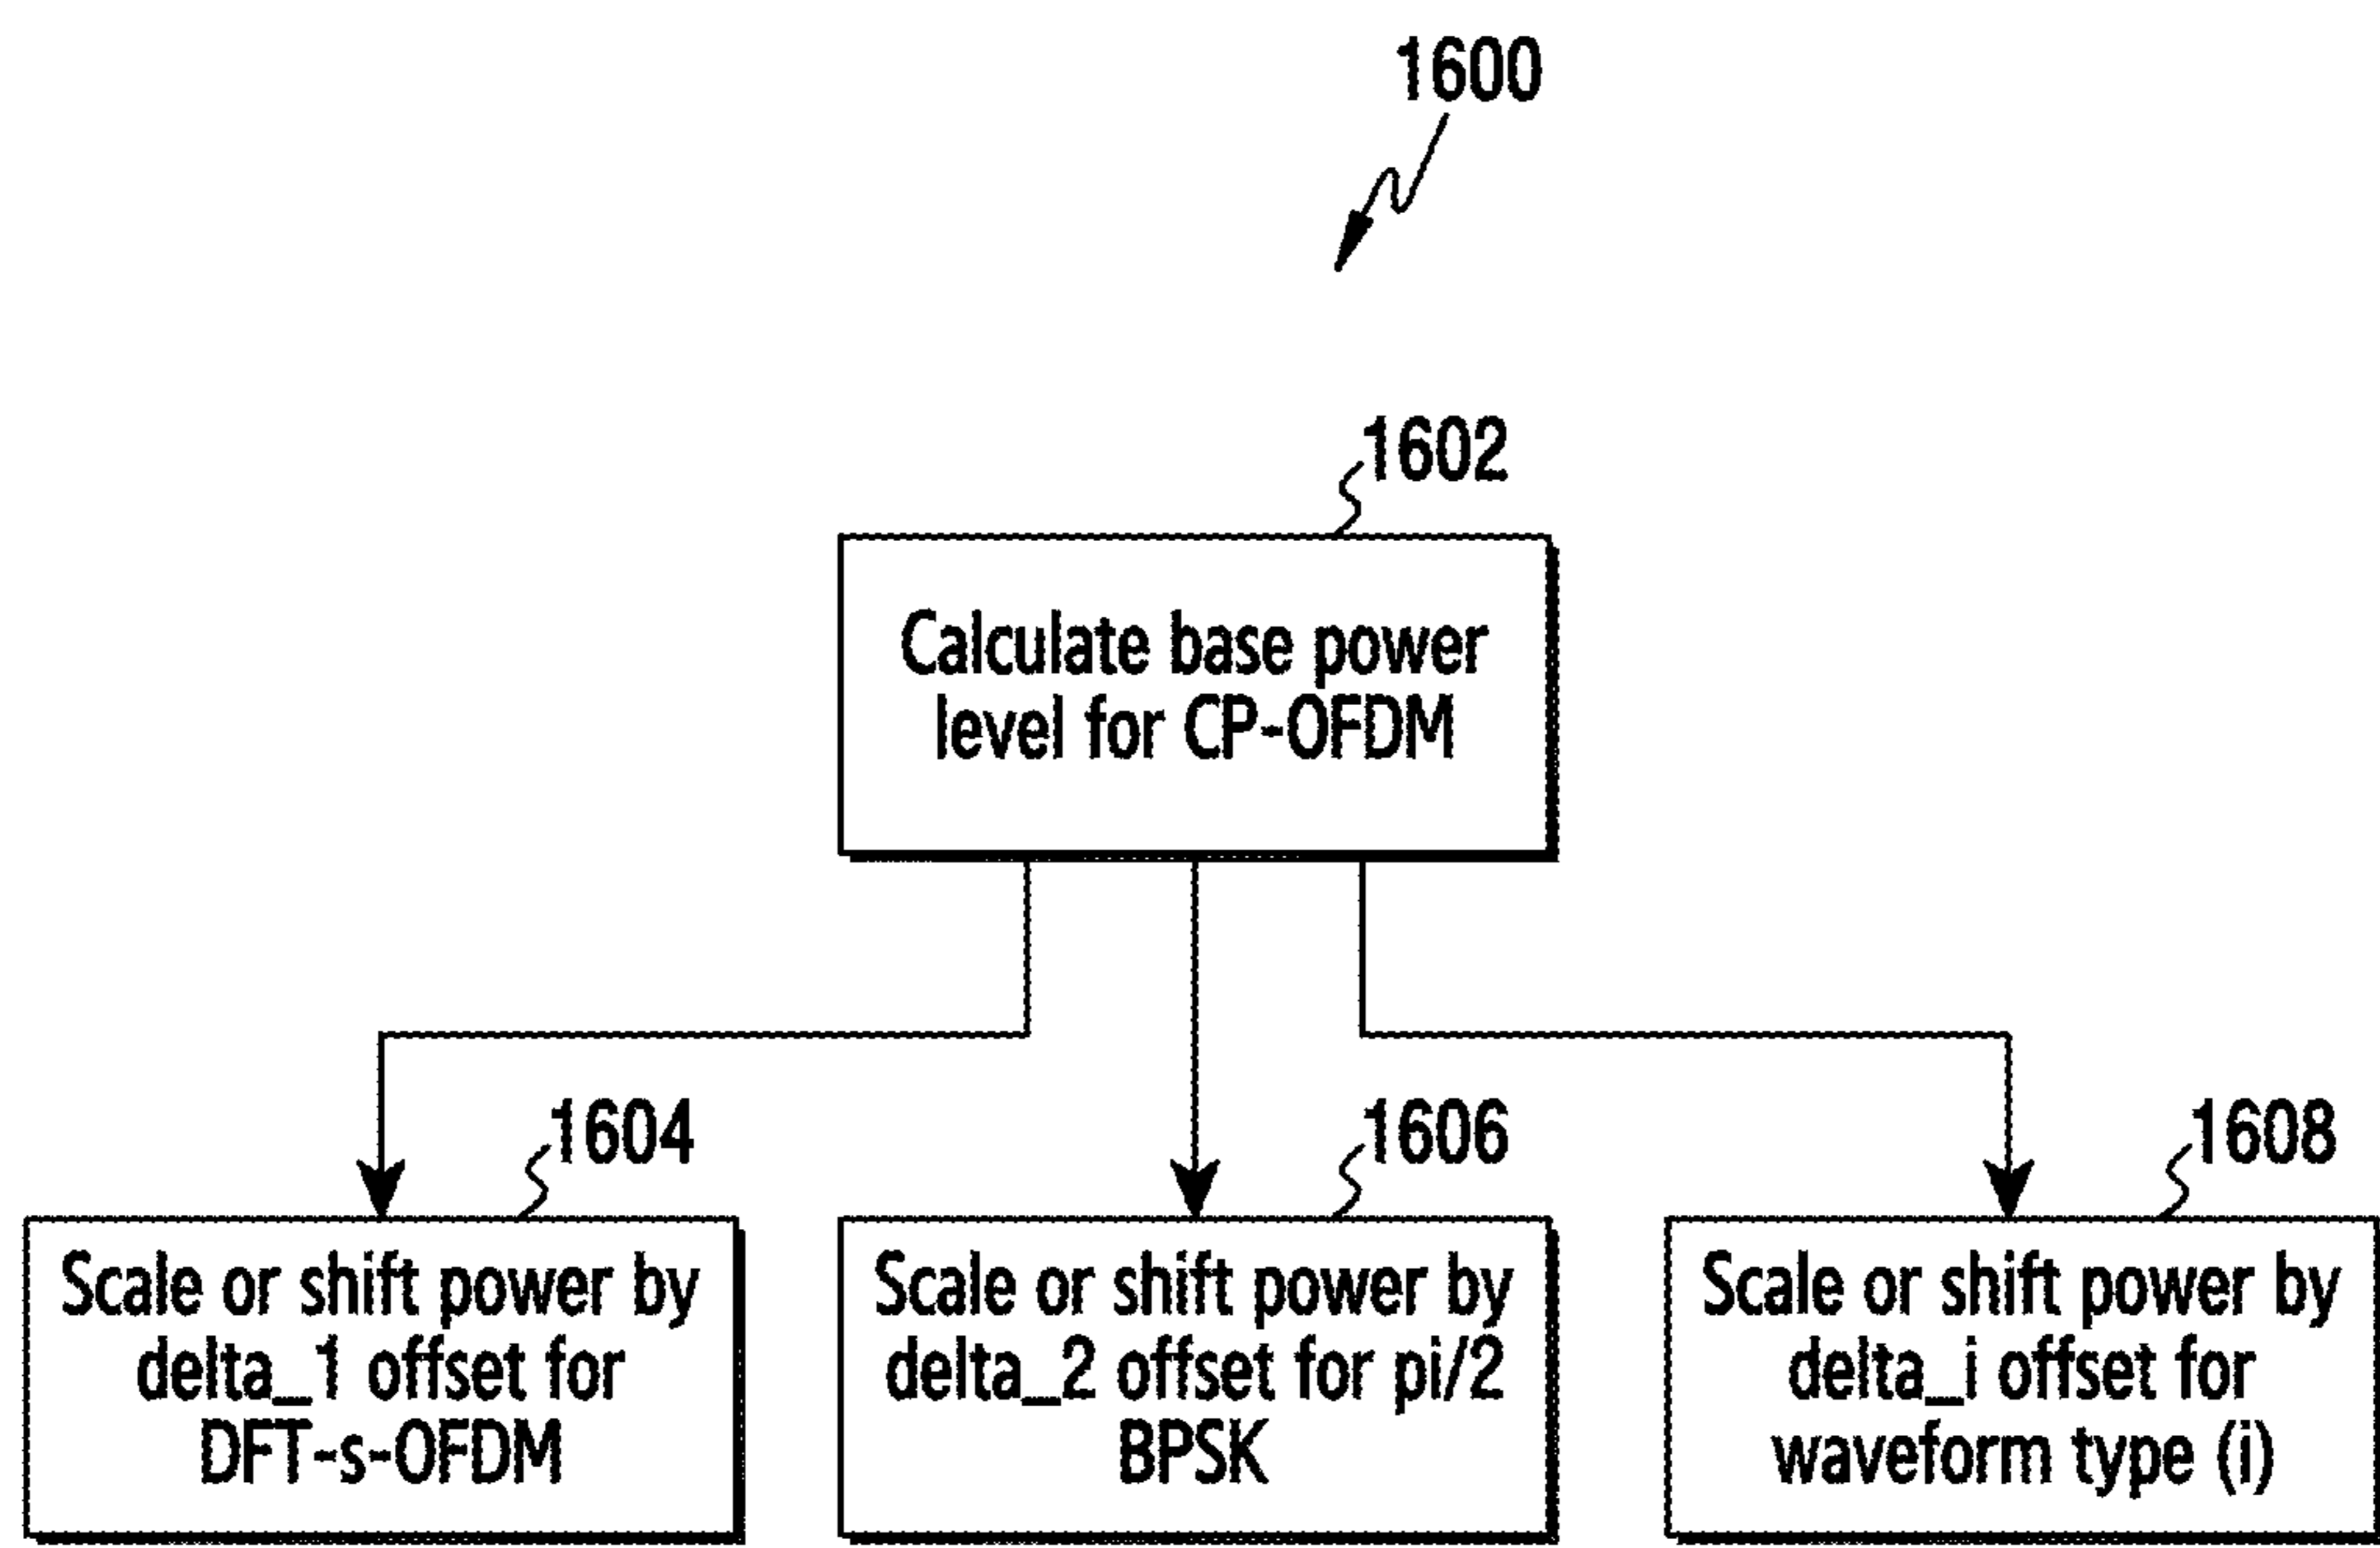 1600
1602
Calculate base power
level for CP-OFDM
1604
Scale or shift power by
delta_1 offset for
DFT-s-OFDM
1606
Scale or shift power by
delta_2 offset for pi/2
BPSK
1608
Scale or shift power by
delta_i offset for
waveform type (i)